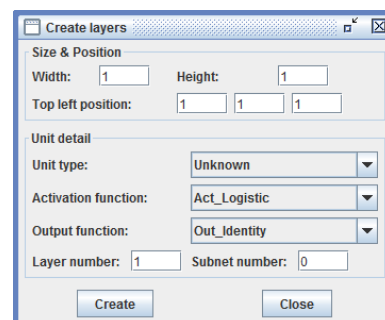 Create layers
Size & Position
Width: 1 Height: 1
Top left position: 1 1 1
Unit detail
Unit type: Unknown
Activation function: Act_Logistic
Output function: Out_Identity
Layer number: 1 Subnet number: 0
Create Close